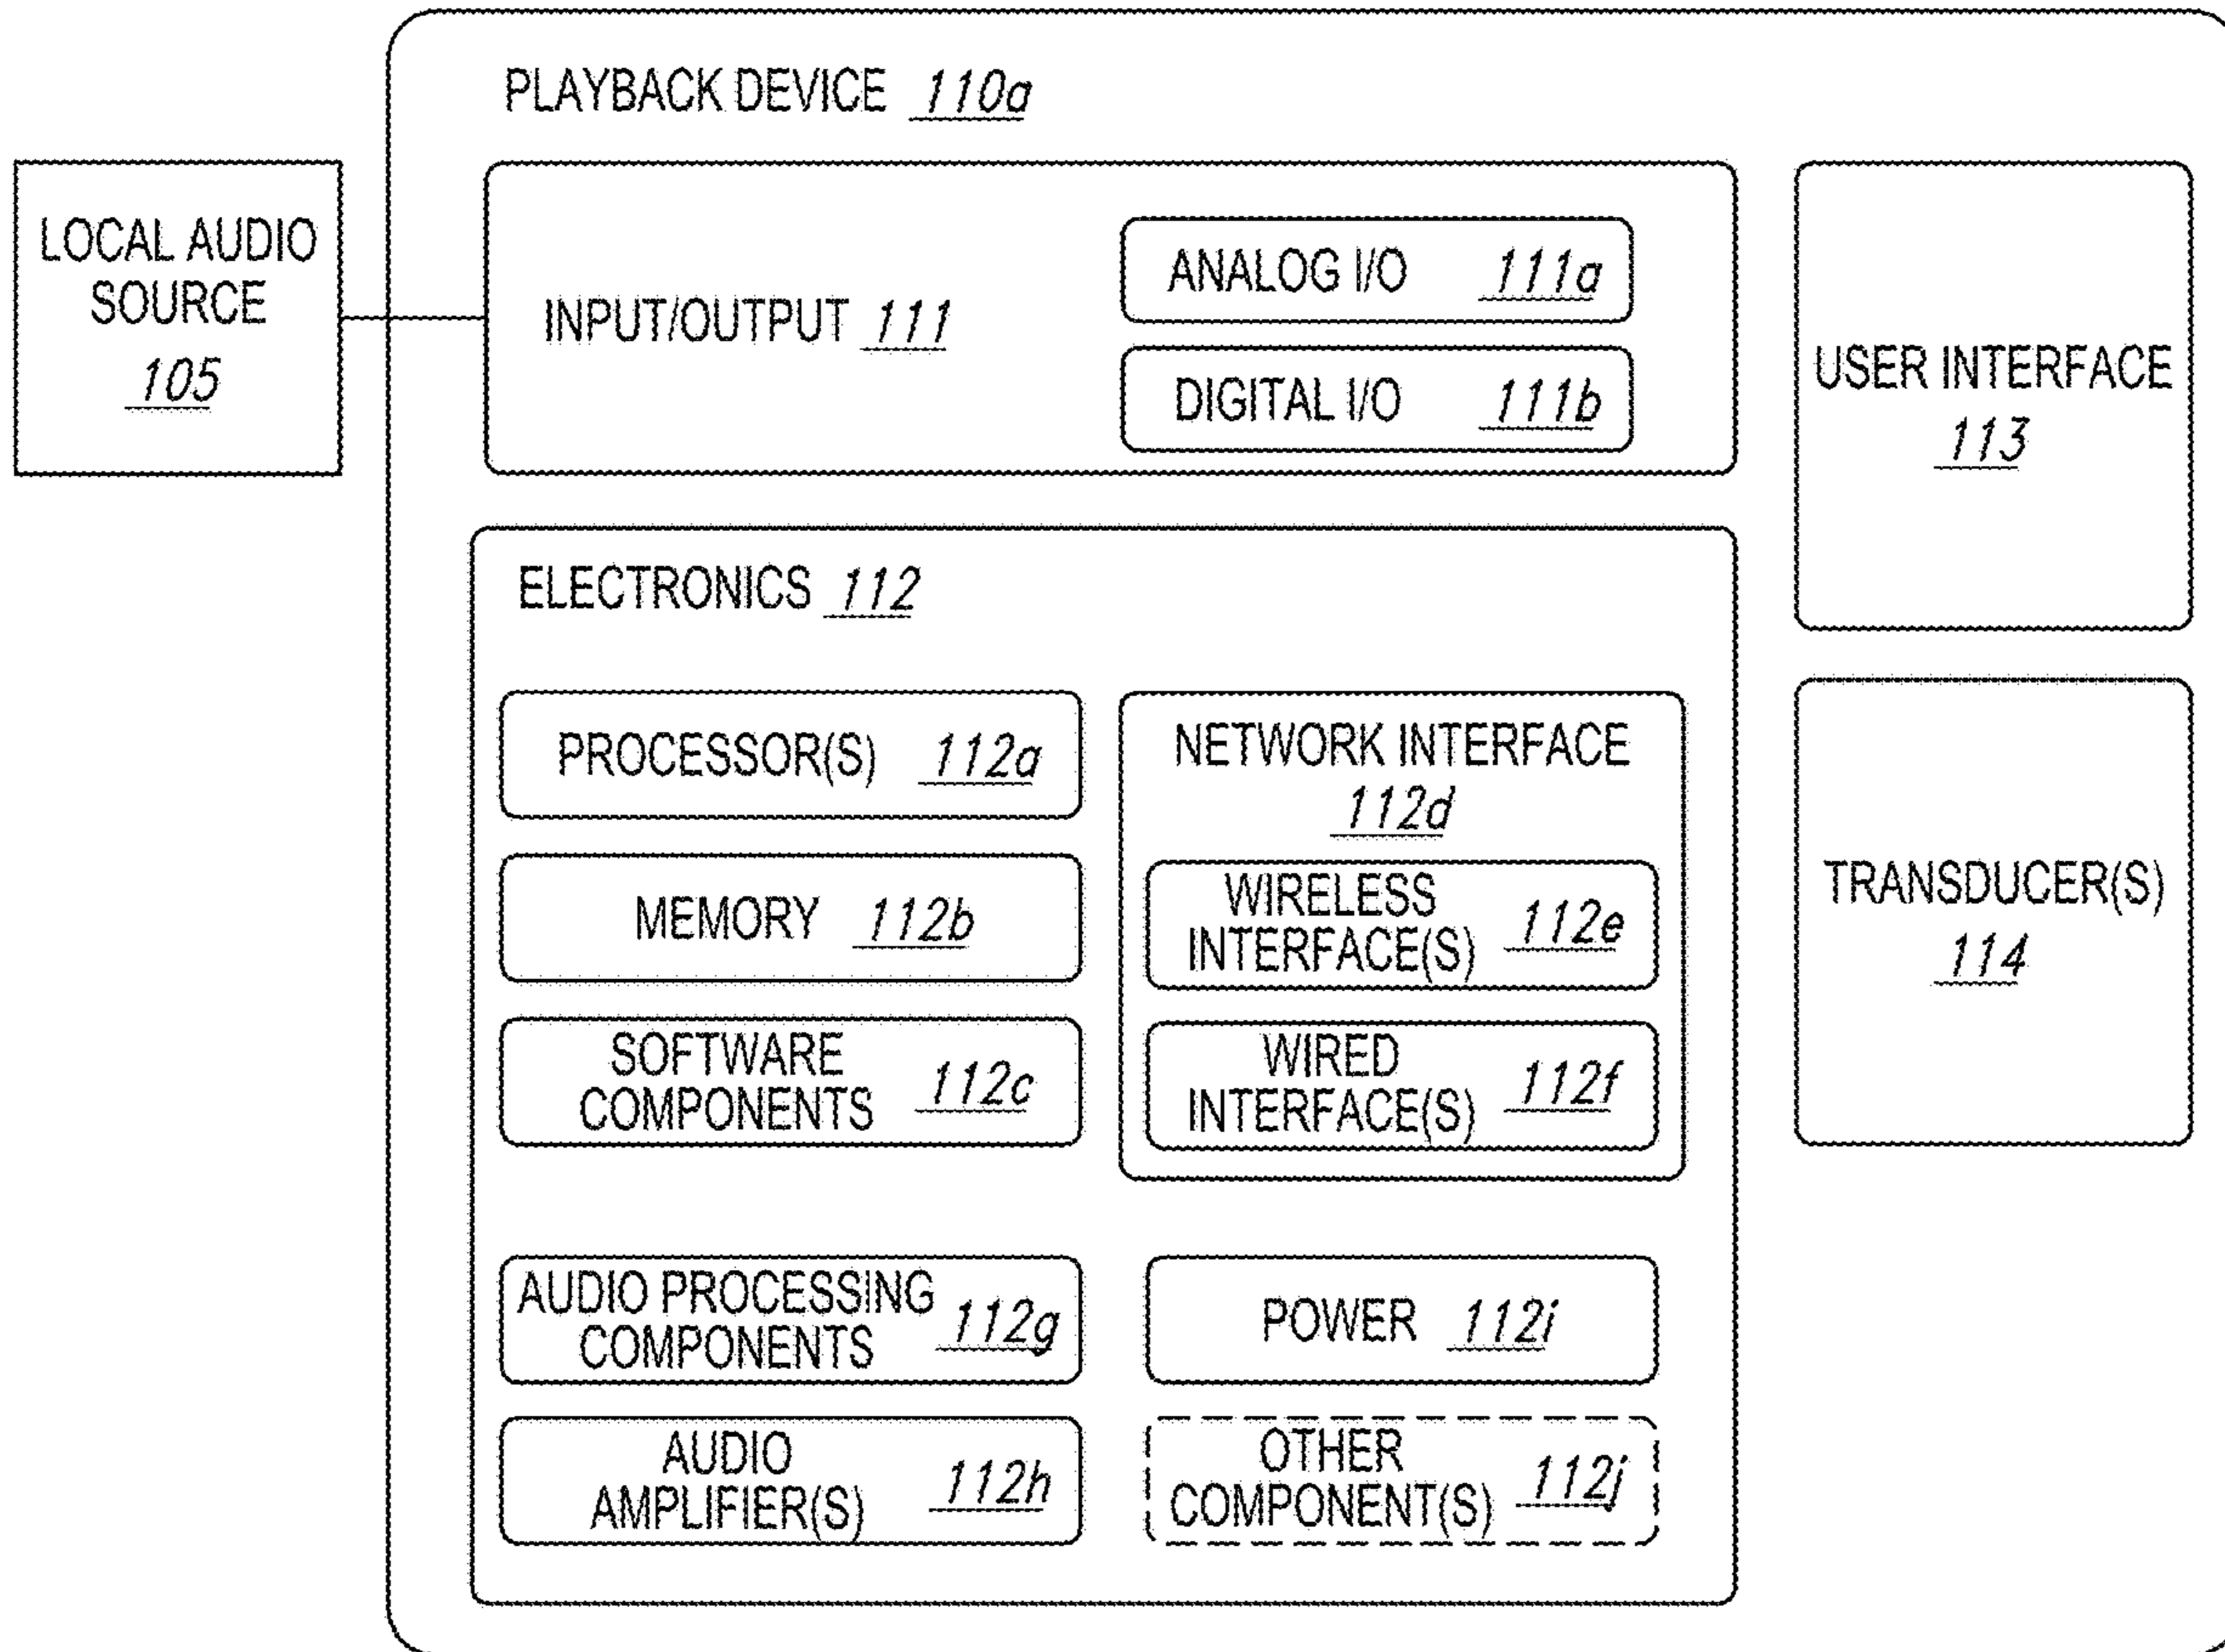 PLAYBACK DEVICE 110a
LOCAL AUDIO
SOURCE
105
INPUT/OUTPUT 111
ANALOG I/O 111a
DIGITAL I/O 111b
USER INTERFACE
113
ELECTRONICS 112
PROCESSOR(S) 112a
MEMORY 112b
SOFTWARE
COMPONENTS 112c
NETWORK INTERFACE
112d
WIRELESS
INTERFACE(S) 112e
WIRED
INTERFACE(S) 112f
TRANSDUCER(S)
114
AUDIO PROCESSING
COMPONENTS 112g
AUDIO
AMPLIFIER(S) 112h
POWER 112i
OTHER
COMPONENT(S) 112j